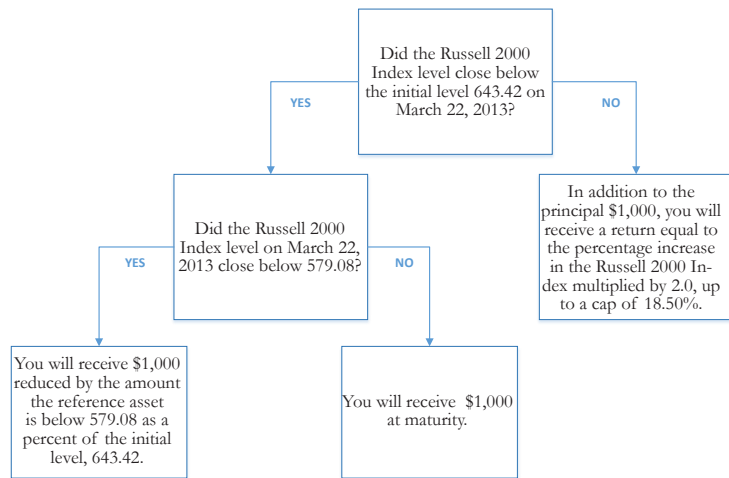 Did the Russell 2000
Index level close below
the initial level 643.42 on
March 22, 2013?
YES
NO
Did the Russell 2000
Index level on March 22,
2013 close below 579.08?
In addition to the
principal $1,000, you will
receive a return equal to
the percentage increase
in the Russell 2000 In-
dex multiplied by 2.0, up
to a cap of 18.50%.
YES
NO
You will receive $1,000
reduced by the amount
the reference asset
is below 579.08 as a
percent of the initial
level, 643.42.
You will receive $1,000
at maturity.